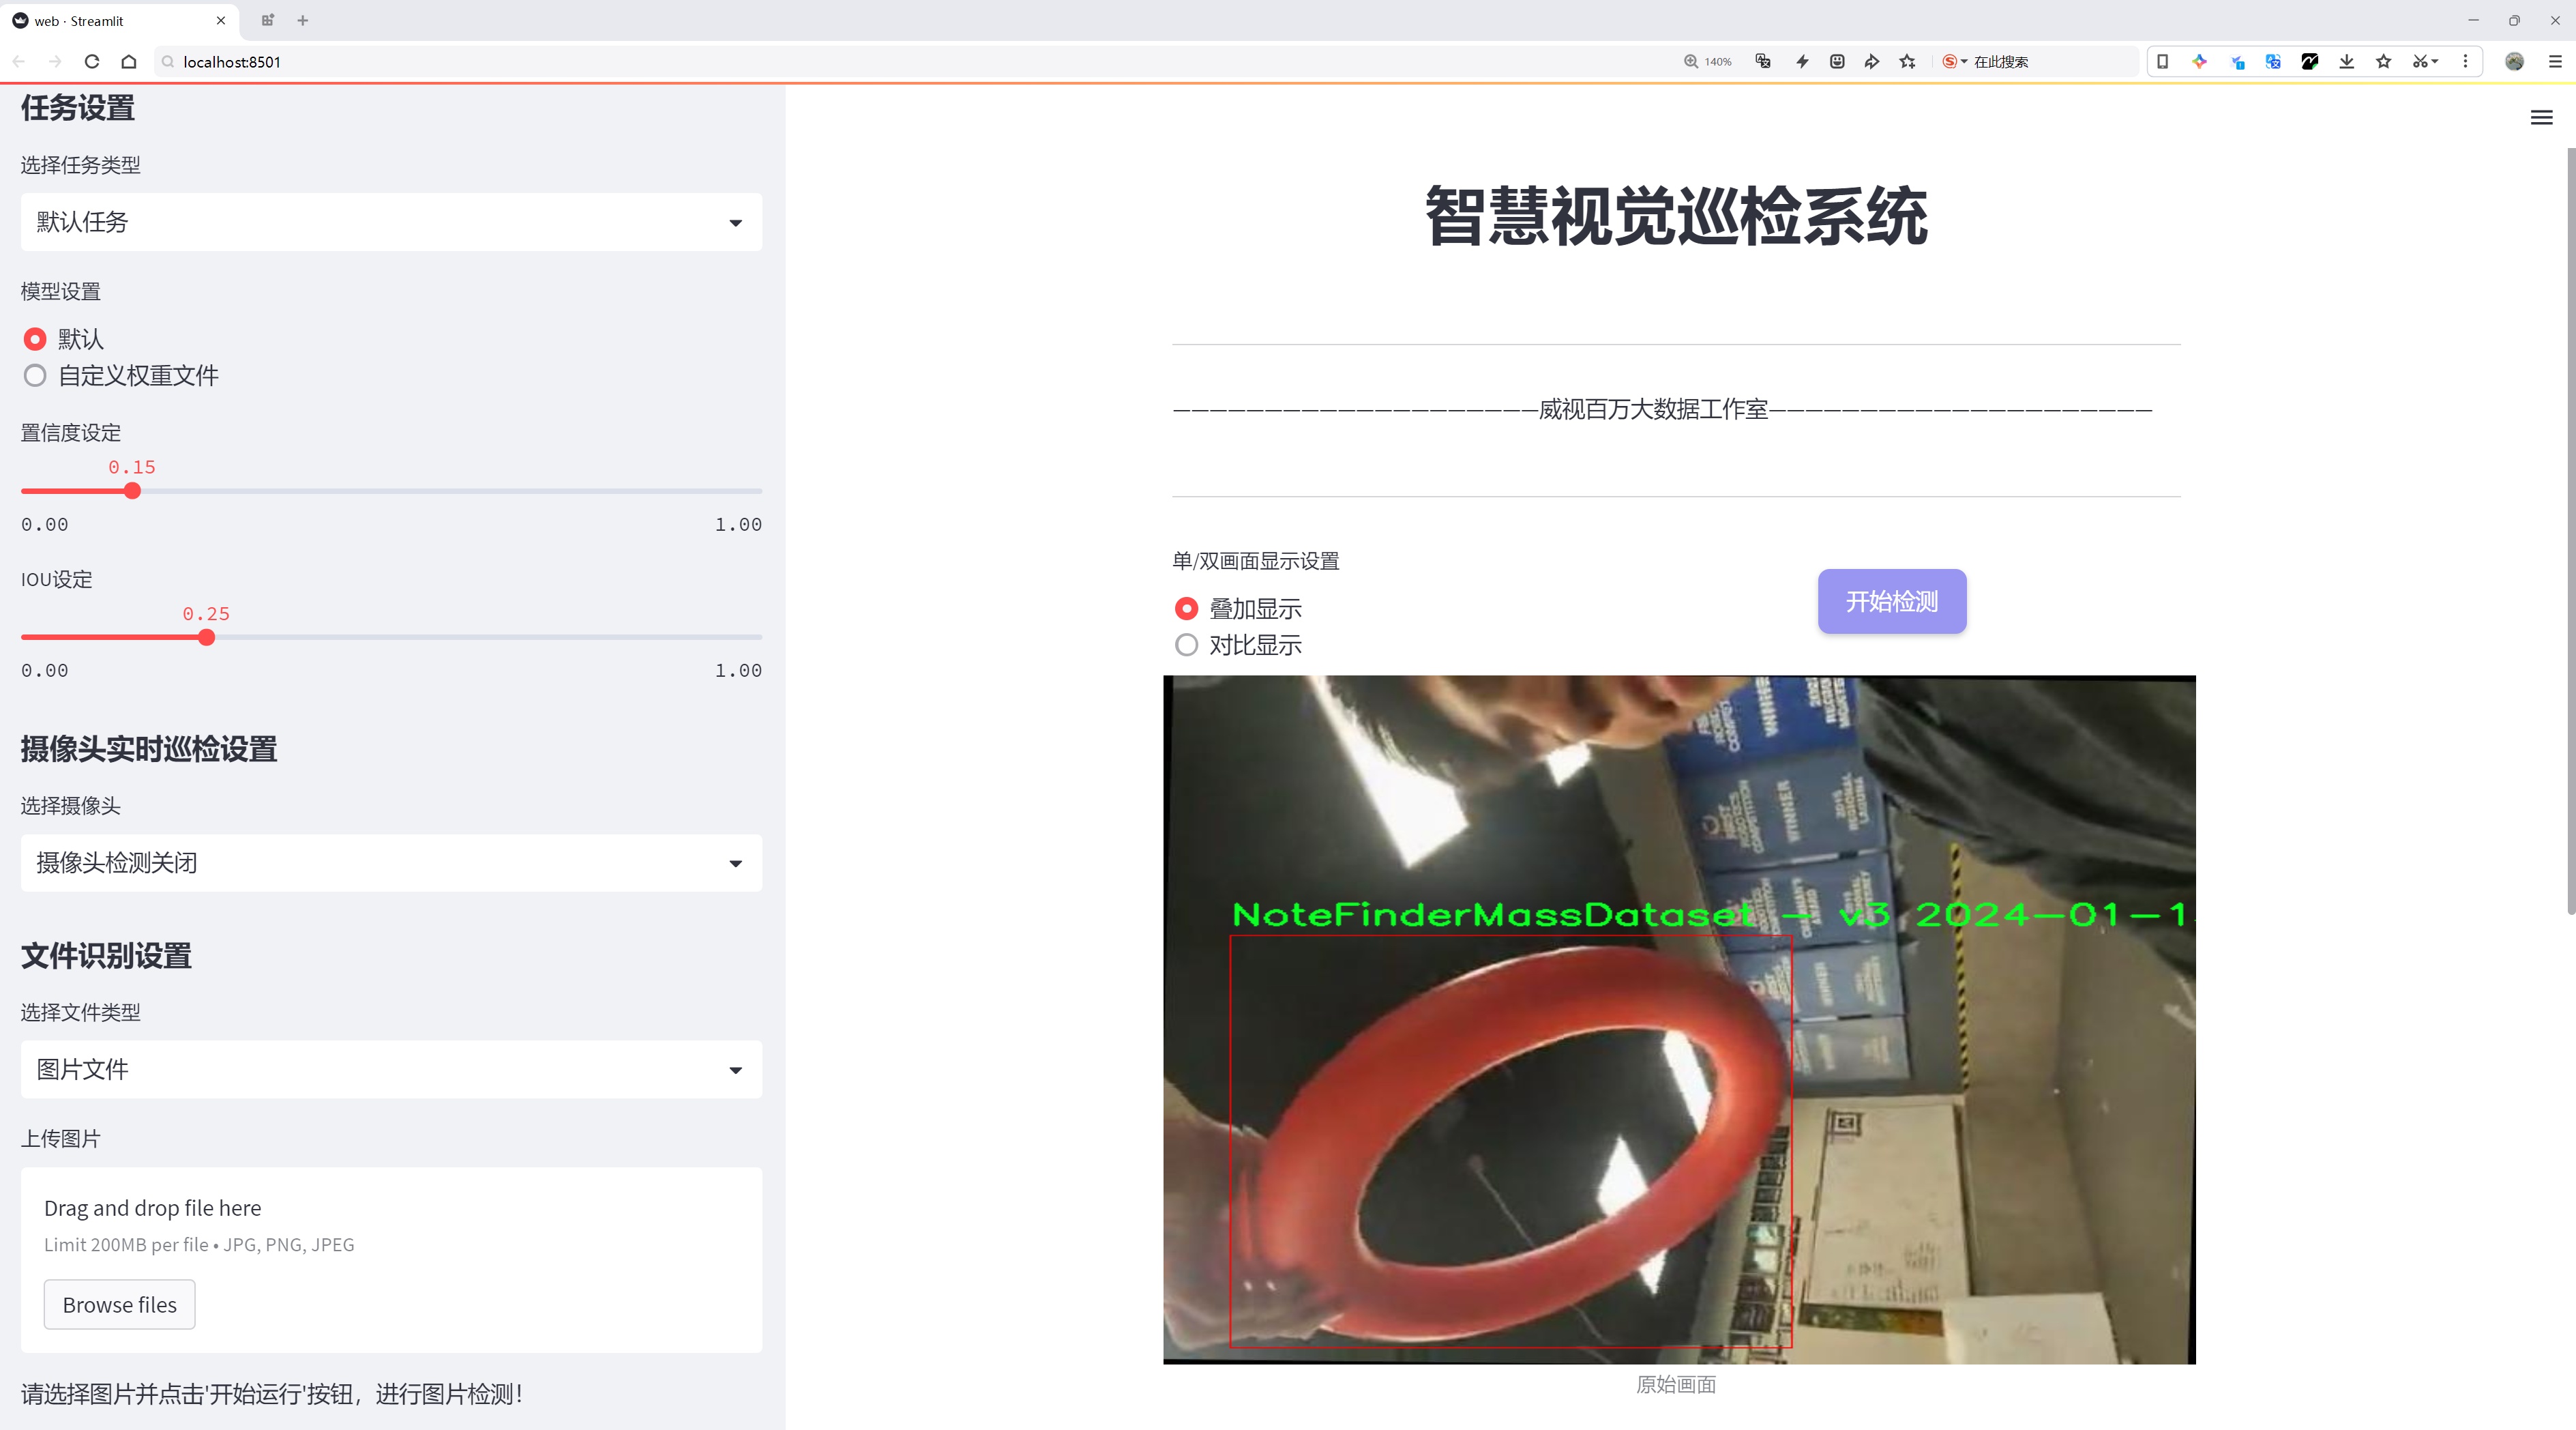 web · Streamlit
localhost:8501
140%
在此搜索
任务设置
选择任务类型
默认任务
模型设置
默认
自定义权重文件
置信度设定
0.15
0.00 1.00
IOU设定
0.25
0.00 1.00
摄像头实时巡检设置
选择摄像头
摄像头检测关闭
文件识别设置
选择文件类型
图片文件
上传图片
Drag and drop file here
Limit 200MB per file • JPG, PNG, JPEG
Browse files
请选择图片并点击'开始运行'按钮，进行图片检测！
智慧视觉巡检系统
————————————————————威视百万大数据工作室—————————————————————
单/双画面显示设置
叠加显示
对比显示
开始检测
WINNER
COMPETITION
WINNER
REGIONAL
NoteFinderMassDataset - v3 2024-01-1
WINNER
原始画面